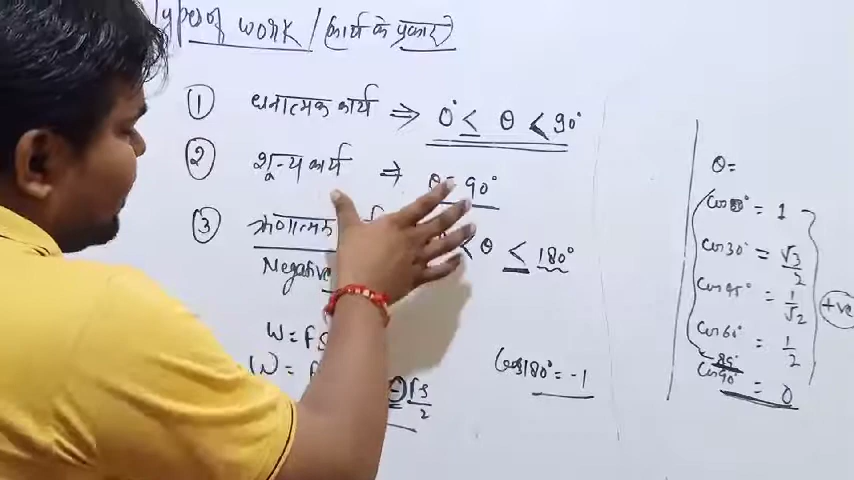 Types of work / (कार्य के प्रकार)
① धनात्मक कार्य ⇒ 0° ≤ θ < 90°
② शून्य कार्य ⇒ θ = 90°
③ ऋणात्मक < θ ≤ 180°
Negative
W = FS
W =
Θ FS/2
Cos180° = -1
θ =
Cos0° = 1
Cos30° = √3/2
Cos45° = 1/√2
Cos60° = 1/2
Cos90° = 0
+ve